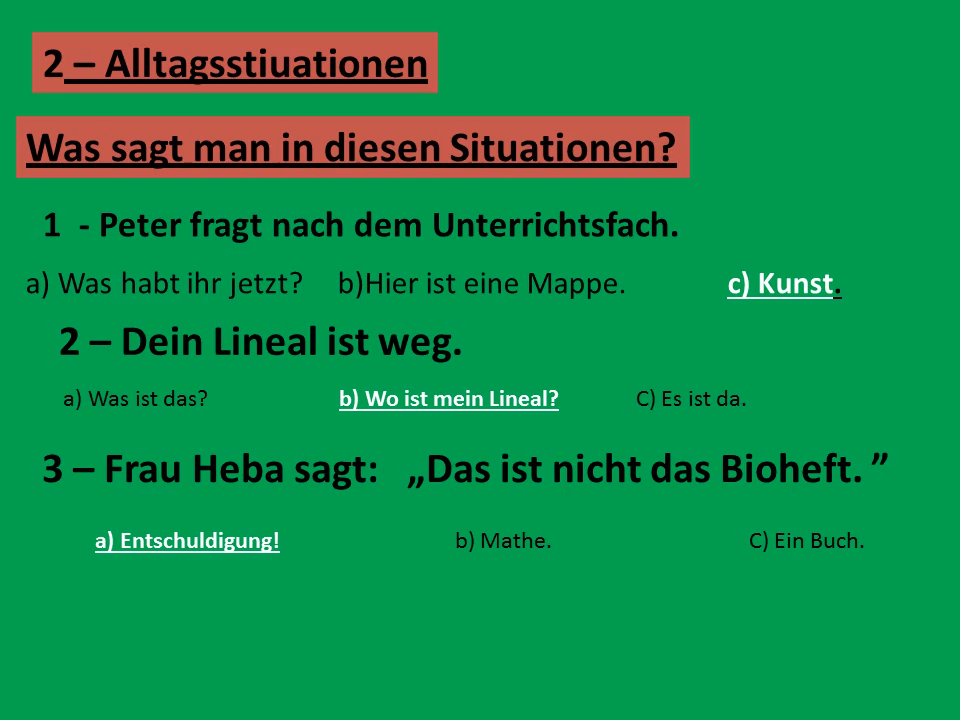 2 – Alltagsstiuationen
Was sagt man in diesen Situationen?
1 - Peter fragt nach dem Unterrichtsfach.
a) Was habt ihr jetzt? b)Hier ist eine Mappe. c) Kunst.
2 – Dein Lineal ist weg.
a) Was ist das? b) Wo ist mein Lineal? C) Es ist da.
3 – Frau Heba sagt: „Das ist nicht das Bioheft. ”
a) Entschuldigung! b) Mathe. C) Ein Buch.